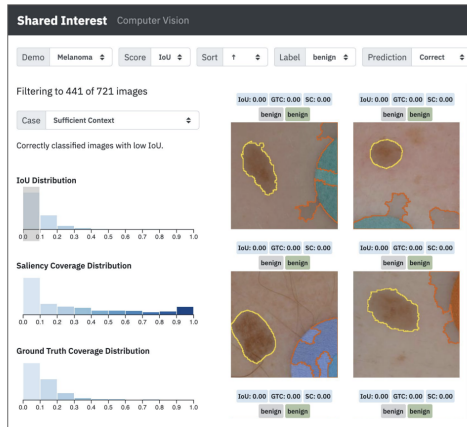 Shared Interest Computer Vision
Demo Melanoma Score IoU Sort ↑ Label benign Prediction Correct
Filtering to 441 of 721 images
Case Sufficient Context
Correctly classified images with low IoU.
IoU Distribution
0.0 0.1 0.2 0.3 0.4 0.5 0.6 0.7 0.8 0.9 1.0
Saliency Coverage Distribution
0.0 0.1 0.2 0.3 0.4 0.5 0.6 0.7 0.8 0.9 1.0
Ground Truth Coverage Distribution
0.0 0.1 0.2 0.3 0.4 0.5 0.6 0.7 0.8 0.9 1.0
IoU: 0.00 GTC: 0.00 SC: 0.00
benign benign
IoU: 0.00 GTC: 0.00 SC: 0.00
benign benign
IoU: 0.00 GTC: 0.00 SC: 0.00
benign benign
IoU: 0.00 GTC: 0.00 SC: 0.00
benign benign
IoU: 0.00 GTC: 0.00 SC: 0.00
benign benign
IoU: 0.00 GTC: 0.00 SC: 0.00
benign benign